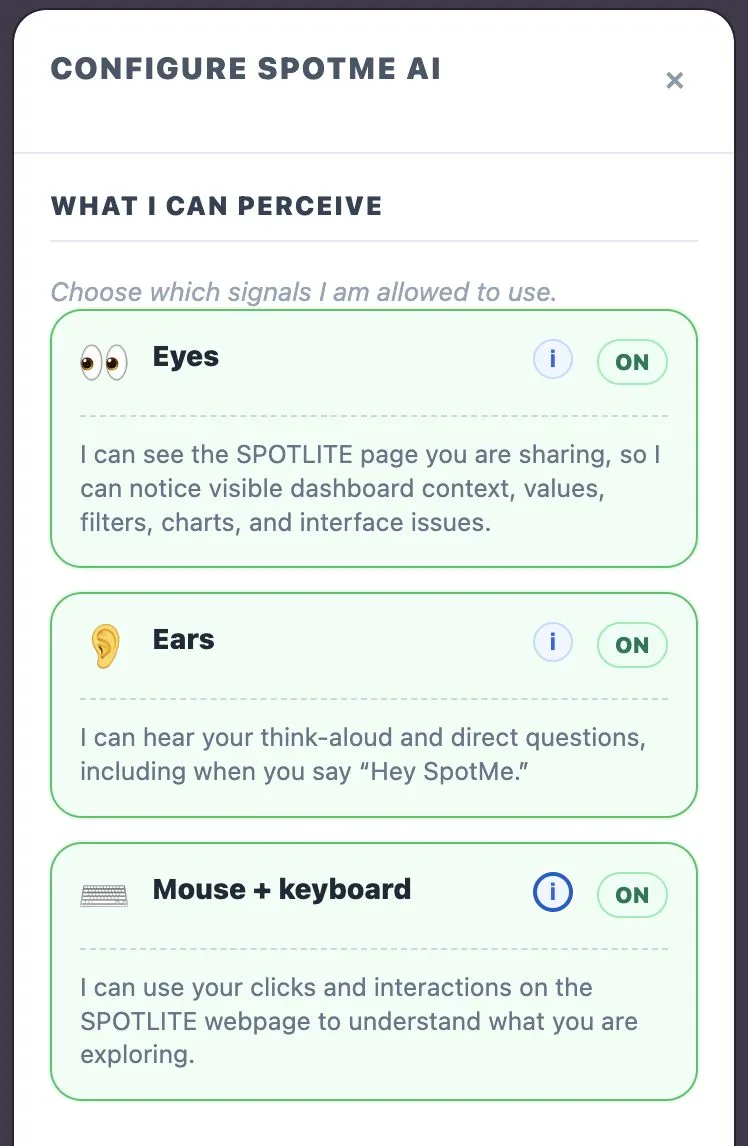 CONFIGURE SPOTME AI
×
WHAT I CAN PERCEIVE
Choose which signals I am allowed to use.
Eyes i ON
I can see the SPOTLITE page you are sharing, so I
can notice visible dashboard context, values,
filters, charts, and interface issues.
Ears i ON
I can hear your think-aloud and direct questions,
including when you say “Hey SpotMe.”
Mouse + keyboard i ON
I can use your clicks and interactions on the
SPOTLITE webpage to understand what you are
exploring.